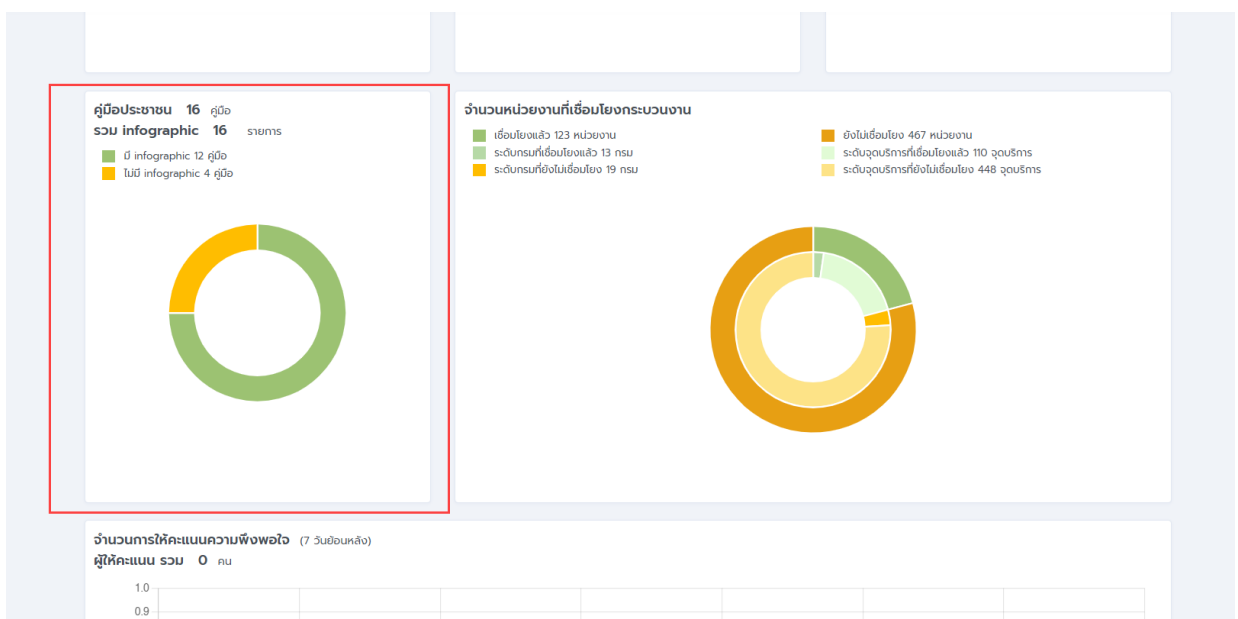 คู่มือประชาชน 16 คู่มือ
รวม infographic 16 รายการ
มี infographic 12 คู่มือ
ไม่มี infographic 4 คู่มือ
จำนวนหน่วยงานที่เชื่อมโยงกระบวนงาน
เชื่อมโยงแล้ว 123 หน่วยงาน
ระดับกรมที่เชื่อมโยงแล้ว 13 กรม
ระดับกรมที่ยังไม่เชื่อมโยง 19 กรม
ยังไม่เชื่อมโยง 467 หน่วยงาน
ระดับจุดบริการที่เชื่อมโยงแล้ว 110 จุดบริการ
ระดับจุดบริการที่ยังไม่เชื่อมโยง 448 จุดบริการ
จำนวนการให้คะแนนความพึงพอใจ (7 วันย้อนหลัง)
ผู้ให้คะแนน รวม 0 คน
1.0
0.9